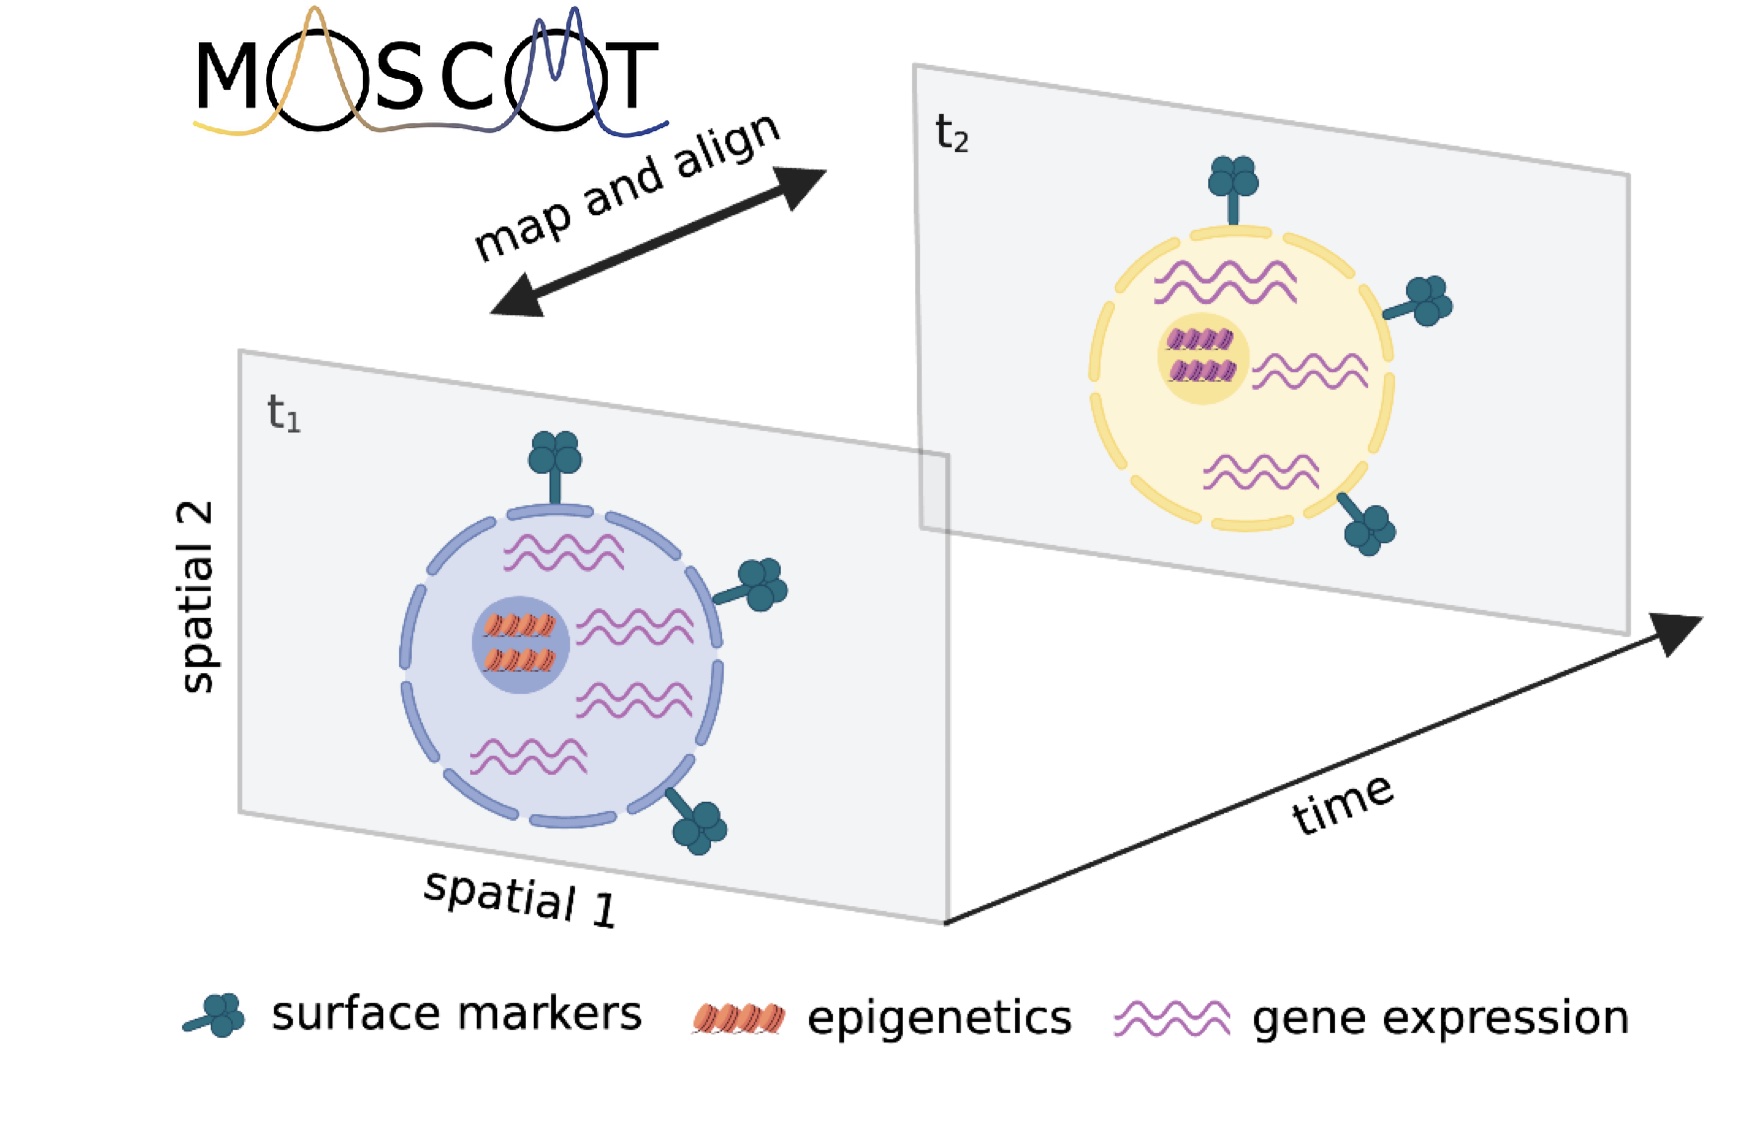 MOSCOT
map and align
t₂
t₁
spatial 2
spatial 1
time
surface markers
epigenetics
gene expression